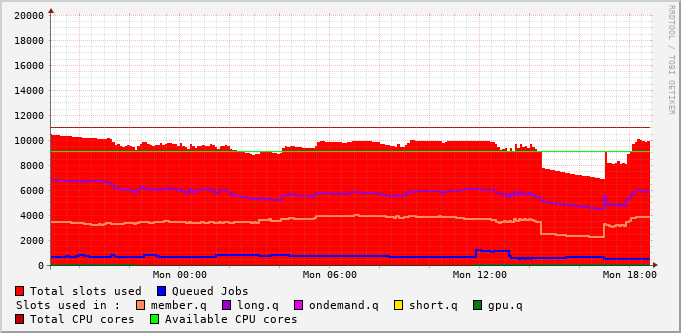 20000
18000
16000
14000
12000
10000
8000
6000
4000
2000
0
Mon 00:00 Mon 06:00 Mon 12:00 Mon 18:00
RRDTOOL / TOBI OETIKER
Total slots used Queued Jobs
Slots used in : member.q long.q ondemand.q short.q gpu.q
Total CPU cores Available CPU cores